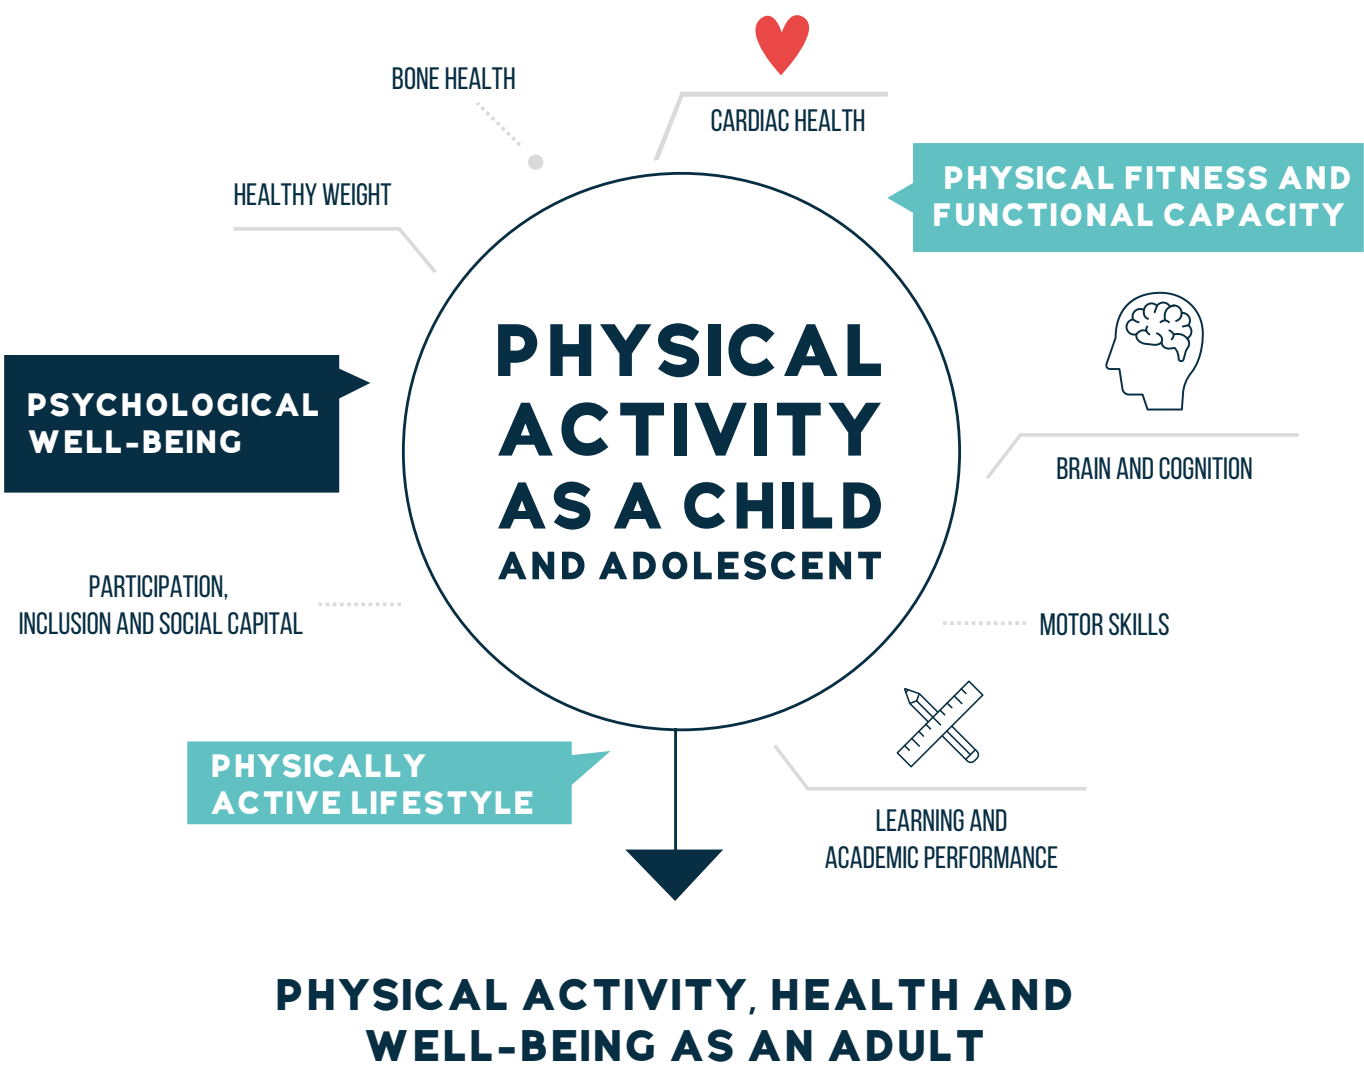 BONE HEALTH
CARDIAC HEALTH
PHYSICAL FITNESS AND
FUNCTIONAL CAPACITY
HEALTHY WEIGHT
PHYSICAL
ACTIVITY
AS A CHILD
AND ADOLESCENT
PSYCHOLOGICAL
WELL-BEING
BRAIN AND COGNITION
PARTICIPATION,
INCLUSION AND SOCIAL CAPITAL
MOTOR SKILLS
PHYSICALLY
ACTIVE LIFESTYLE
LEARNING AND
ACADEMIC PERFORMANCE
PHYSICAL ACTIVITY, HEALTH AND
WELL-BEING AS AN ADULT